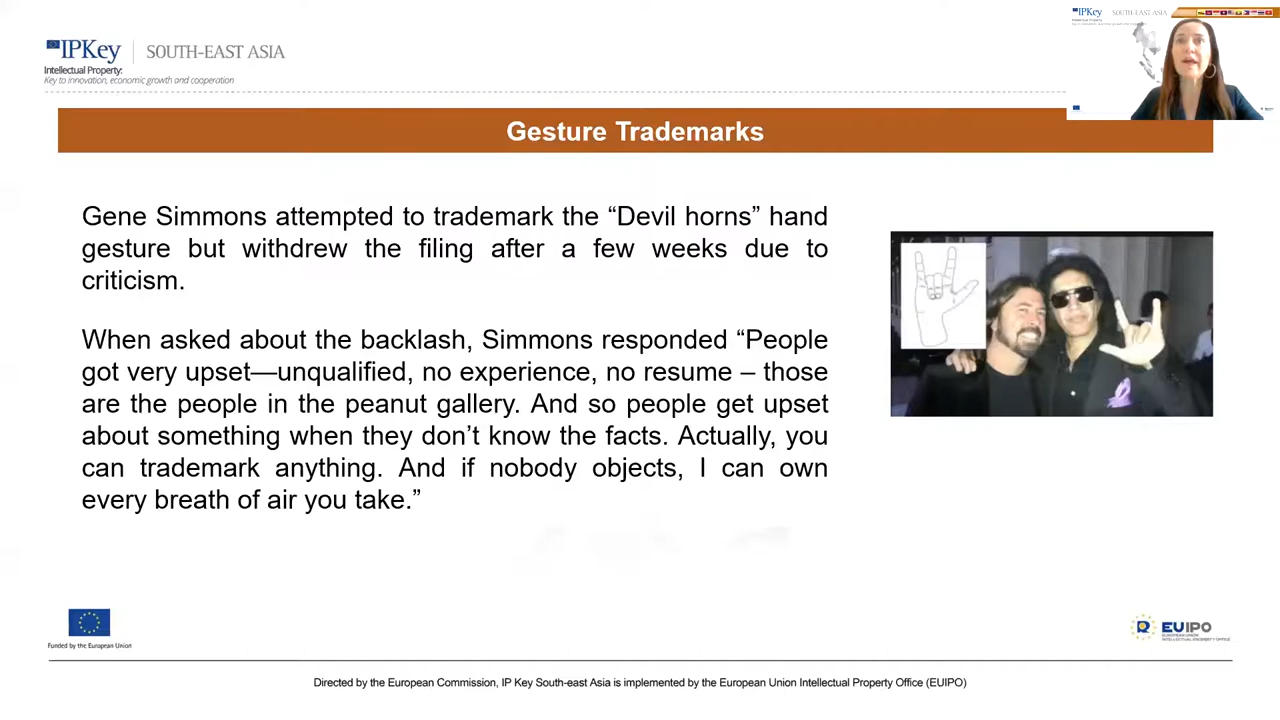 IPKey SOUTH-EAST ASIA
Intellectual Property:
Key to innovation, economic growth and cooperation
IPKey SOUTH-EAST ASIA
Gesture Trademarks
Gene Simmons attempted to trademark the “Devil horns” hand
gesture but withdrew the filing after a few weeks due to
criticism.
When asked about the backlash, Simmons responded “People
got very upset—unqualified, no experience, no resume – those
are the people in the peanut gallery. And so people get upset
about something when they don’t know the facts. Actually, you
can trademark anything. And if nobody objects, I can own
every breath of air you take.”
Funded by the European Union
EUIPO
EUROPEAN UNION
INTELLECTUAL PROPERTY OFFICE
Directed by the European Commission, IP Key South-east Asia is implemented by the European Union Intellectual Property Office (EUIPO)